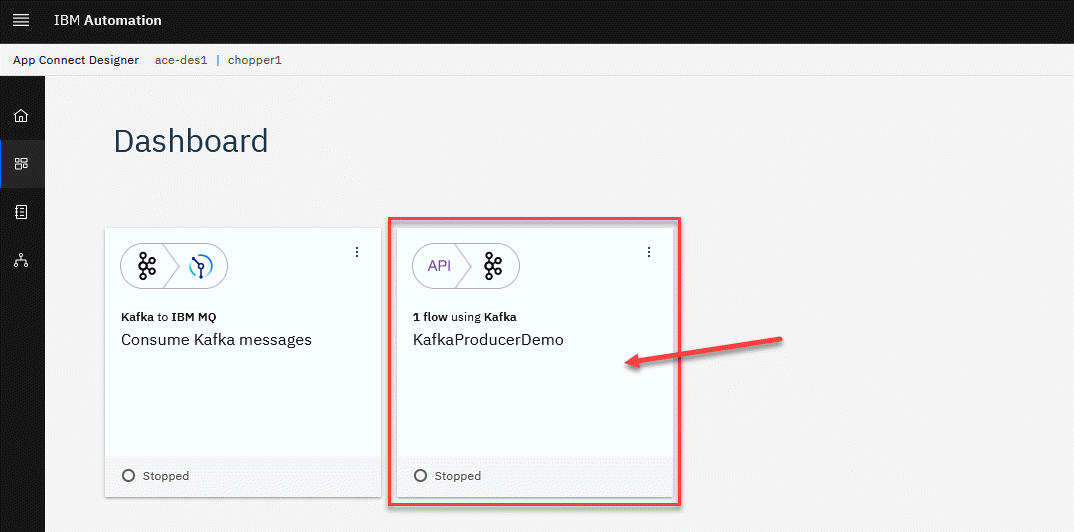 IBM Automation
App Connect Designer ace-des1 | chopper1
Dashboard
Kafka to IBM MQ
Consume Kafka messages
Stopped
API
1 flow using Kafka
KafkaProducerDemo
Stopped